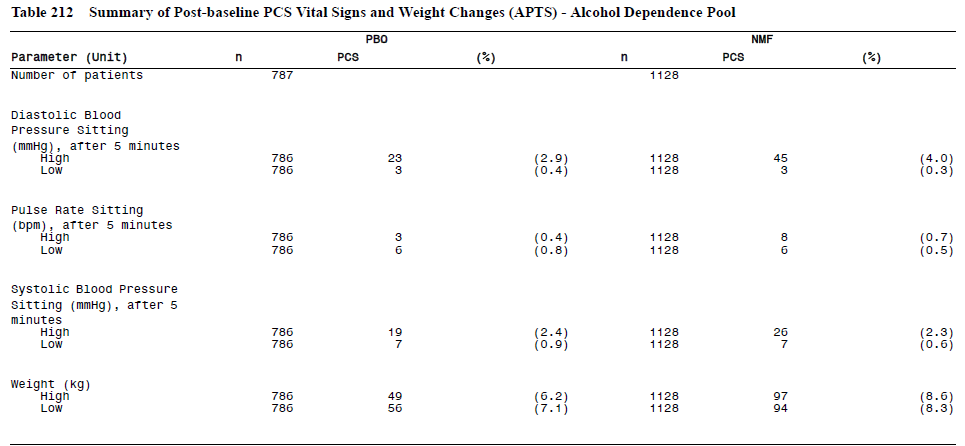 Table 212 Summary of Post-baseline PCS Vital Signs and Weight Changes (APTS) - Alcohol Dependence Pool
PBO NMF
Parameter (Unit) n PCS (%) n PCS (%)
Number of patients 787 1128
Diastolic Blood
Pressure Sitting
(mmHg), after 5 minutes
High 786 23 (2.9) 1128 45 (4.0)
Low 786 3 (0.4) 1128 3 (0.3)
Pulse Rate Sitting
(bpm), after 5 minutes
High 786 3 (0.4) 1128 8 (0.7)
Low 786 6 (0.8) 1128 6 (0.5)
Systolic Blood Pressure
Sitting (mmHg), after 5
minutes
High 786 19 (2.4) 1128 26 (2.3)
Low 786 7 (0.9) 1128 7 (0.6)
Weight (kg)
High 786 49 (6.2) 1128 97 (8.6)
Low 786 56 (7.1) 1128 94 (8.3)